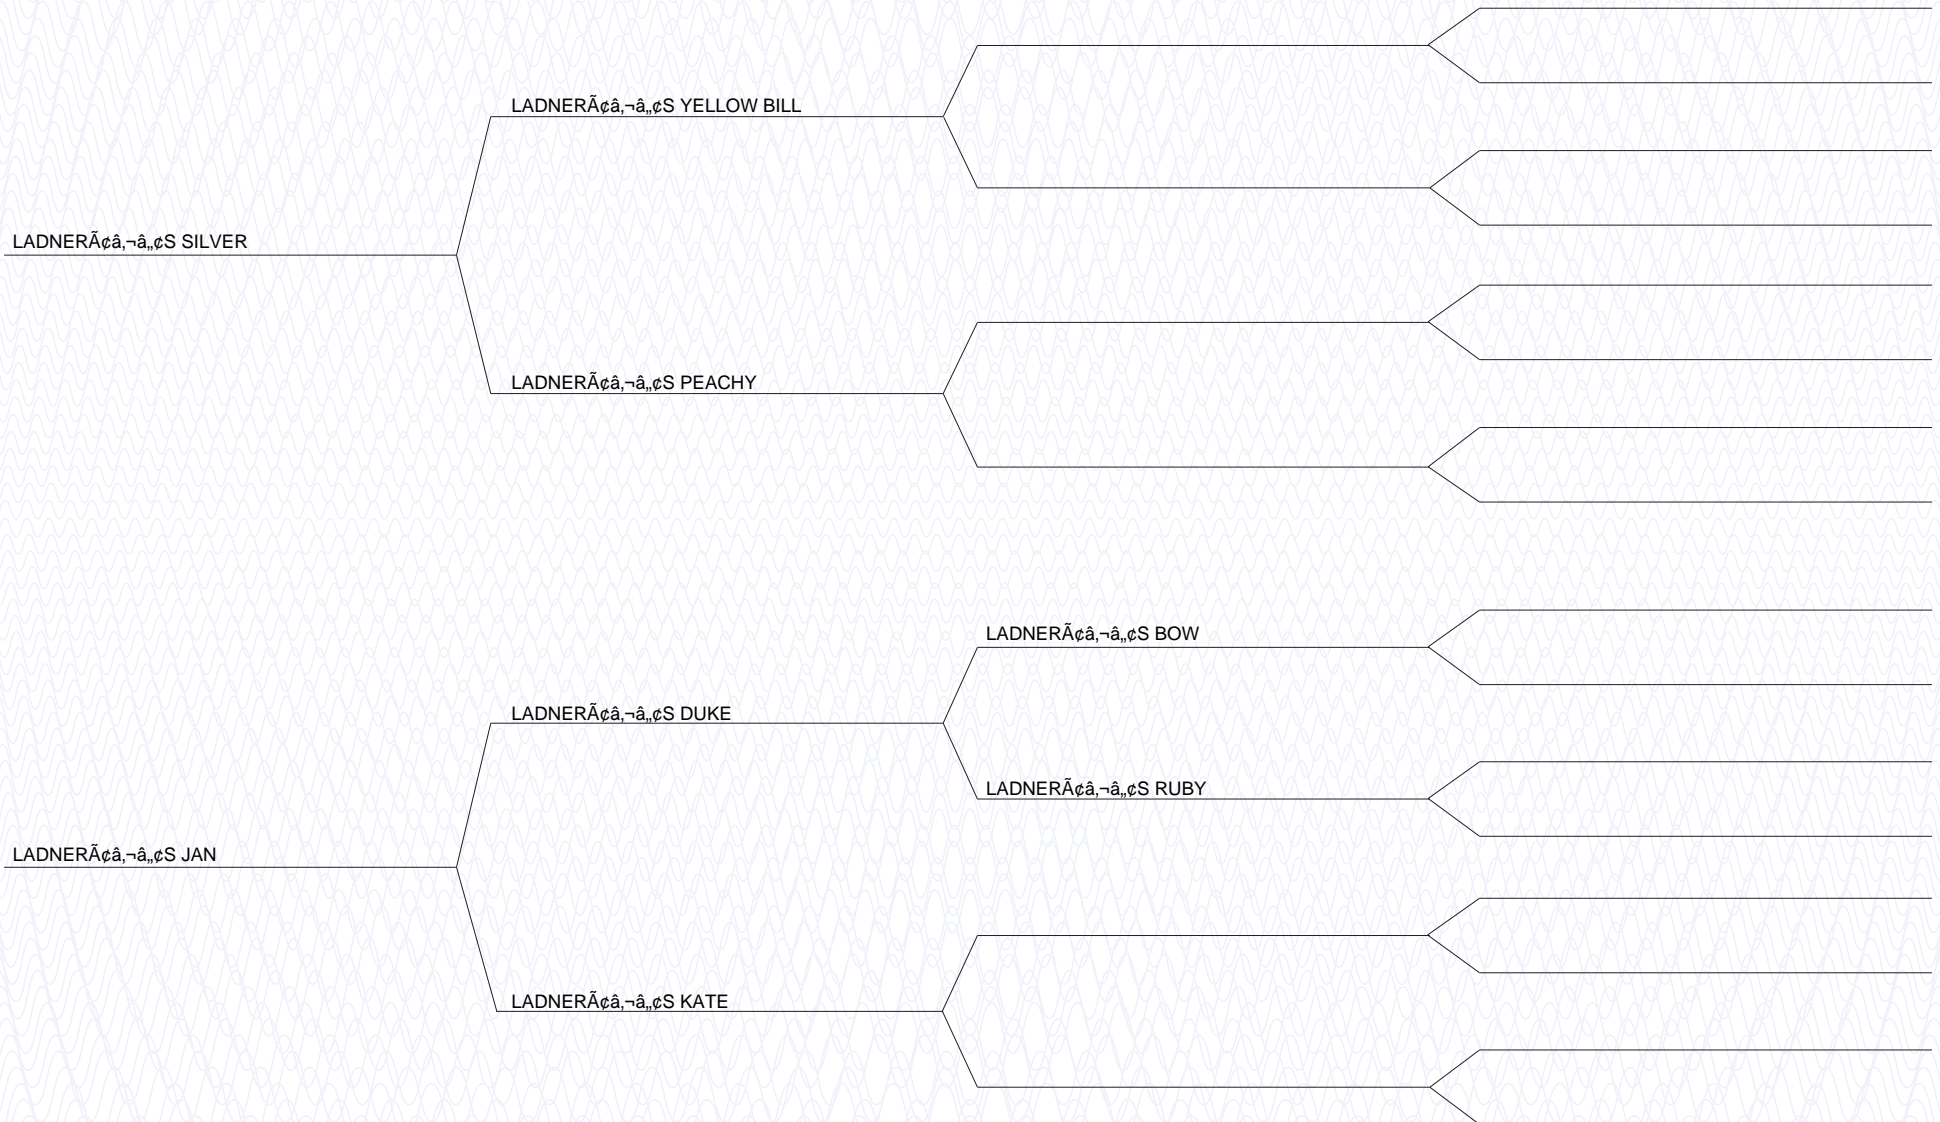 LADNERÃ¢â‚¬â„¢S YELLOW BILL
LADNERÃ¢â‚¬â„¢S SILVER
LADNERÃ¢â‚¬â„¢S PEACHY
LADNERÃ¢â‚¬â„¢S BOW
LADNERÃ¢â‚¬â„¢S DUKE
LADNERÃ¢â‚¬â„¢S RUBY
LADNERÃ¢â‚¬â„¢S JAN
LADNERÃ¢â‚¬â„¢S KATE